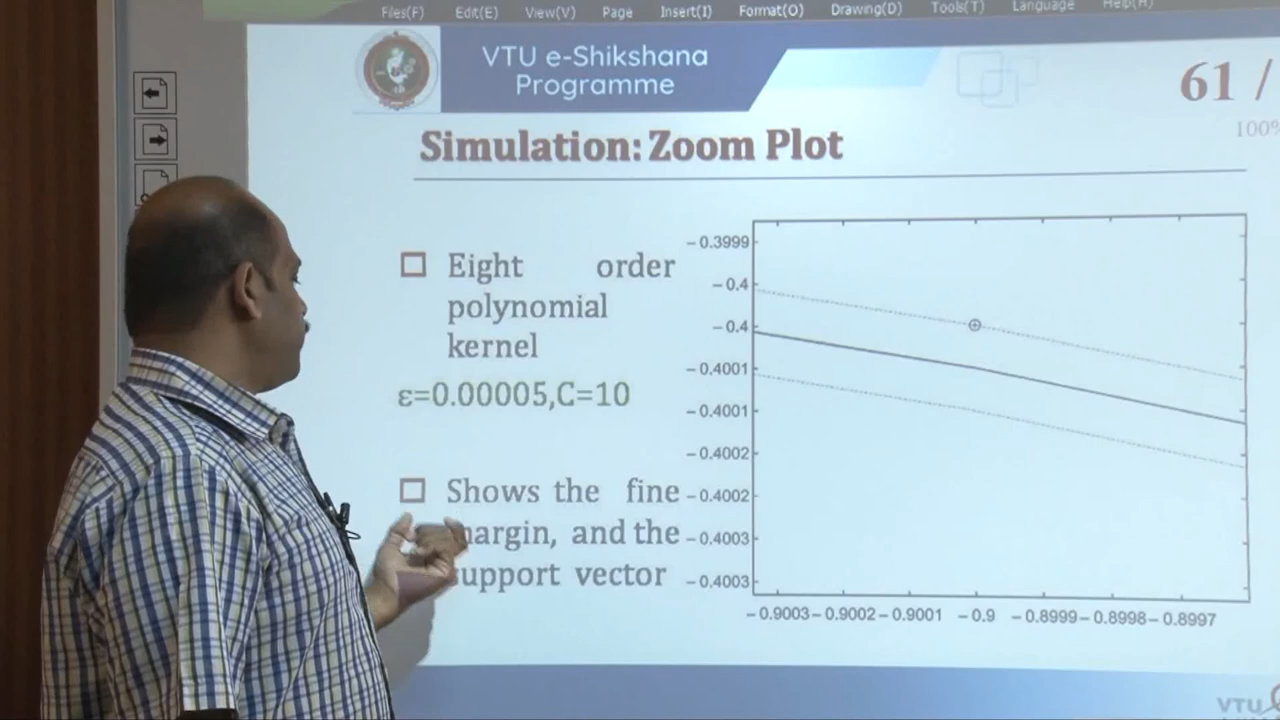 Files(F) Edit(E) View(V) Page Insert(I) Format(O) Drawing(D) Tools(T) Language Help(H)
VTU e-Shikshana
Programme
61 /
100%
Simulation: Zoom Plot
Eight order
polynomial
kernel
ε=0.00005,C=10
Shows the fine
margin, and the
support vector
−0.3999
−0.4
−0.4
−0.4001
−0.4001
−0.4002
−0.4002
−0.4003
−0.4003
−0.9003 −0.9002 −0.9001 −0.9 −0.8999 −0.8998 −0.8997
VTU